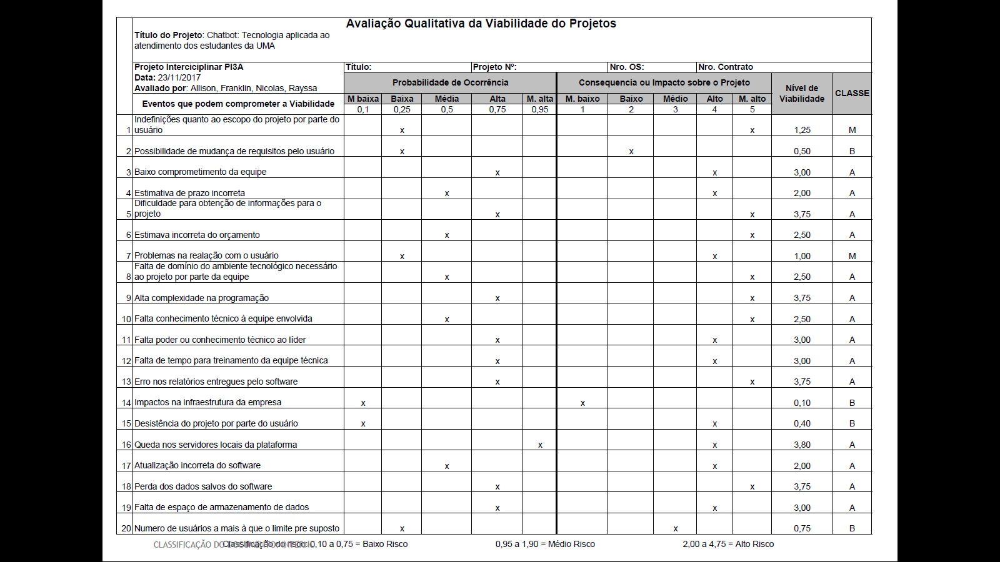 Avaliação Qualitativa da Viabilidade do Projetos
Título do Projeto: Chatbot: Tecnologia aplicada ao
atendimento dos estudantes da UMA
Projeto Interciciplinar PI3A
Data: 23/11/2017
Avaliado por: Allison, Franklin, Nicolas, Rayssa
Título: Projeto Nº: Nro. OS: Nro. Contrato
Probabilidade de Ocorrência Consequencia ou Impacto sobre o Projeto Nível de Viabilidade CLASSE
Eventos que podem comprometer a Viabilidade M baixa Baixa Média Alta M. alta M. baixo Baixo Médio Alto M. alto
0,1 0,25 0,5 0,75 0,95 1 2 3 4 5
Indefinições quanto ao escopo do projeto por parte do
1 usuário x x 1,25 M
2 Possibilidade de mudança de requisitos pelo usuário x x 0,50 B
3 Baixo comprometimento da equipe x x 3,00 A
4 Estimativa de prazo incorreta x x 2,00 A
Dificuldade para obtenção de informações para o
5 projeto x x 3,75 A
6 Estimava incorreta do orçamento x x 2,50 A
7 Problemas na realação com o usuário x x 1,00 M
Falta de domínio do ambiente tecnológico necessário
8 ao projeto por parte da equipe x x 2,50 A
9 Alta complexidade na programação x x 3,75 A
10 Falta conhecimento técnico à equipe envolvida x x 2,50 A
11 Falta poder ou conhecimento técnico ao líder x x 3,00 A
12 Falta de tempo para treinamento da equipe técnica x x 3,00 A
13 Erro nos relatórios entregues pelo software x x 3,75 A
14 Impactos na infraestrutura da empresa x x 0,10 B
15 Desistência do projeto por parte do usuário x x 0,40 B
16 Queda nos servidores locais da plataforma x x 3,80 A
17 Atualização incorreta do software x x 2,00 A
18 Perda dos dados salvos do software x x 3,75 A
19 Falta de espaço de armazenamento de dados x x 3,00 A
20 Numero de usuários a mais à que o limite pre suposto x x 0,75 B
CLASSIFICAÇÃO DO DOCUMENTO: INTERNO
Classificação do risco: 0,10 a 0,75 = Baixo Risco 0,95 a 1,90 = Médio Risco 2,00 a 4,75 = Alto Risco